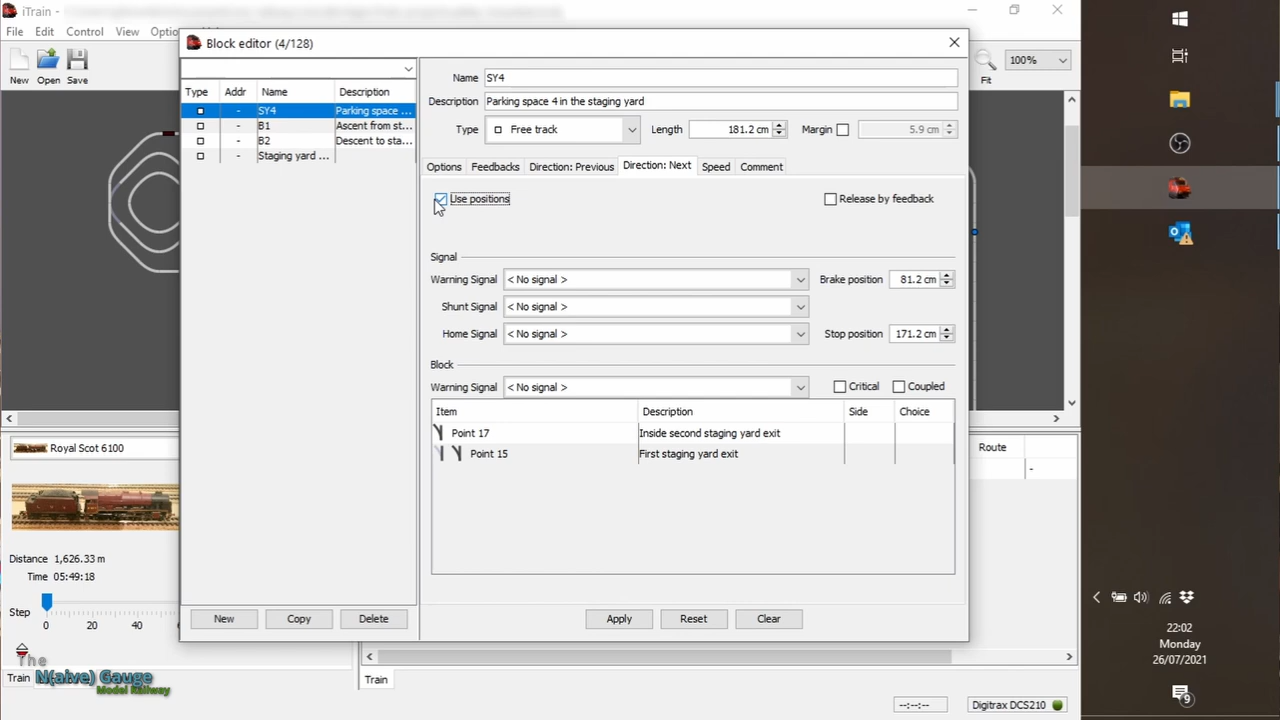 iTrain -
File Edit Control View Optio
New Open Save
100%
Fit
Block editor (4/128)
Type Addr Name Description
- SY4 Parking space ...
- B1 Ascent from st...
- B2 Descent to sta...
- Staging yard ...
Name SY4
Description Parking space 4 in the staging yard
Type Free track Length 181.2 cm Margin 5.9 cm
Options Feedbacks Direction: Previous Direction: Next Speed Comment
Use positions Release by feedback
Signal
Warning Signal < No signal > Brake position 81.2 cm
Shunt Signal < No signal >
Home Signal < No signal > Stop position 171.2 cm
Block
Warning Signal < No signal > Critical Coupled
Item Description Side Choice
Point 17 Inside second staging yard exit
Point 15 First staging yard exit
New Copy Delete Apply Reset Clear
Royal Scot 6100
Distance 1,626.33 m
Time 05:49:18
Step
0 20 40 6
Route
-
The
N(aive) Gauge
Model Railway
Train
Train
--:--:-- Digitrax DCS210
22:02
Monday
26/07/2021
9